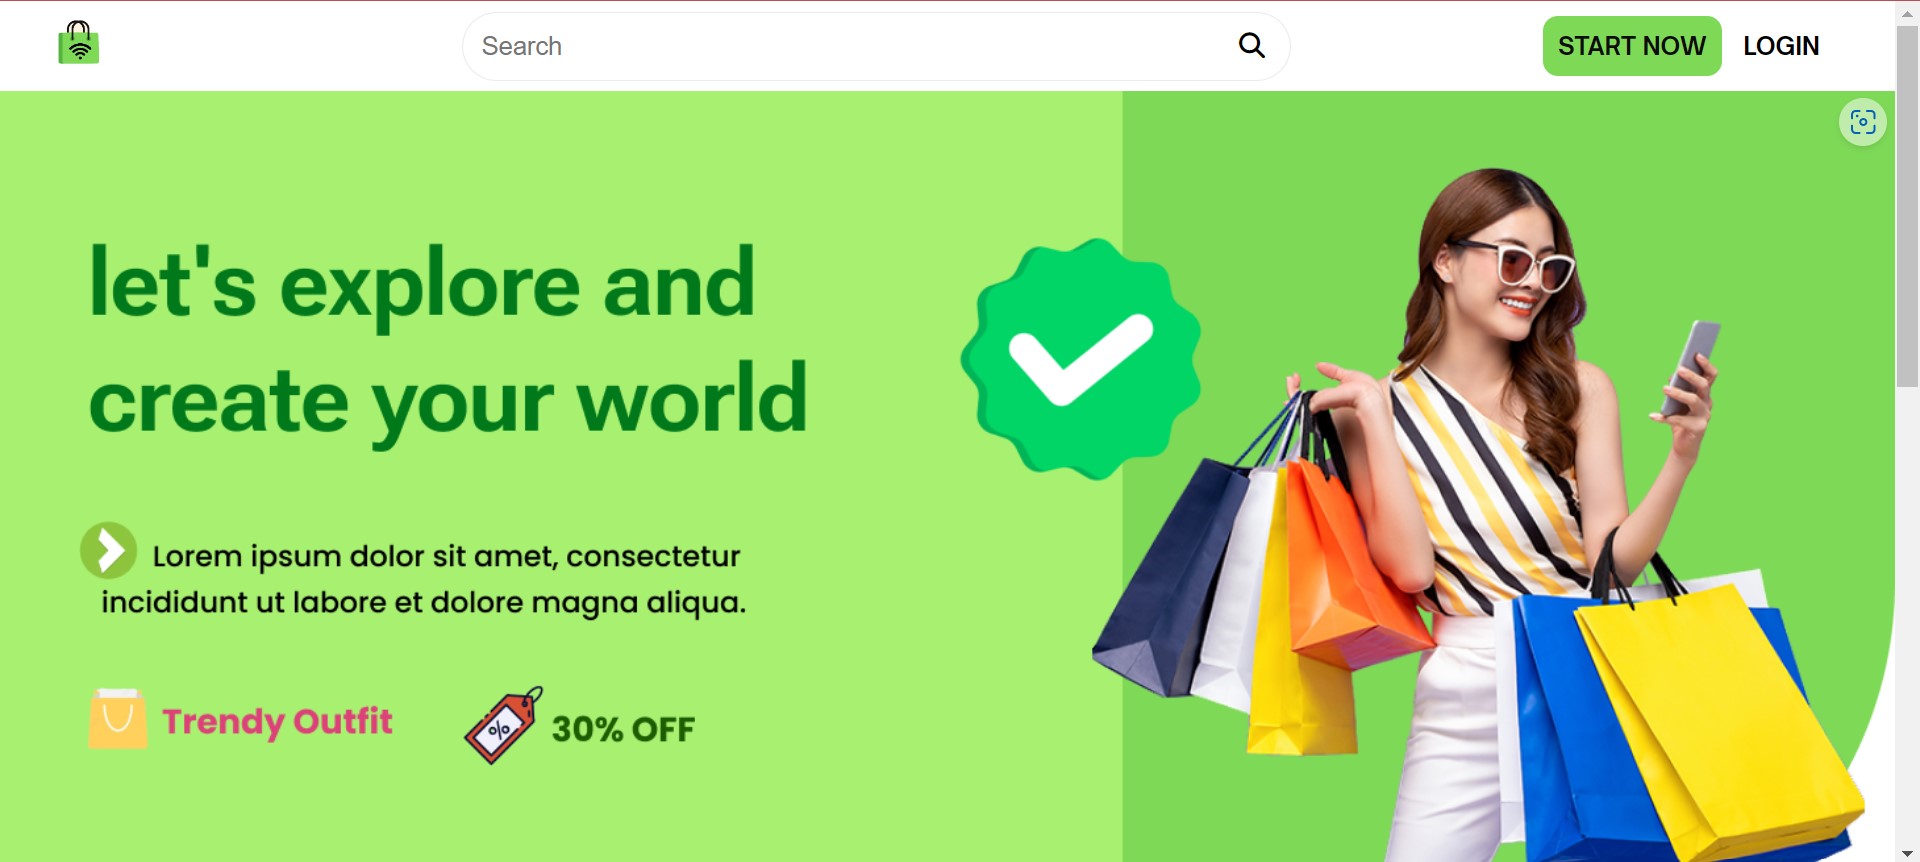 Search
START NOW
LOGIN
let's explore and
create your world
Lorem ipsum dolor sit amet, consectetur
incididunt ut labore et dolore magna aliqua.
Trendy Outfit
%
30% OFF